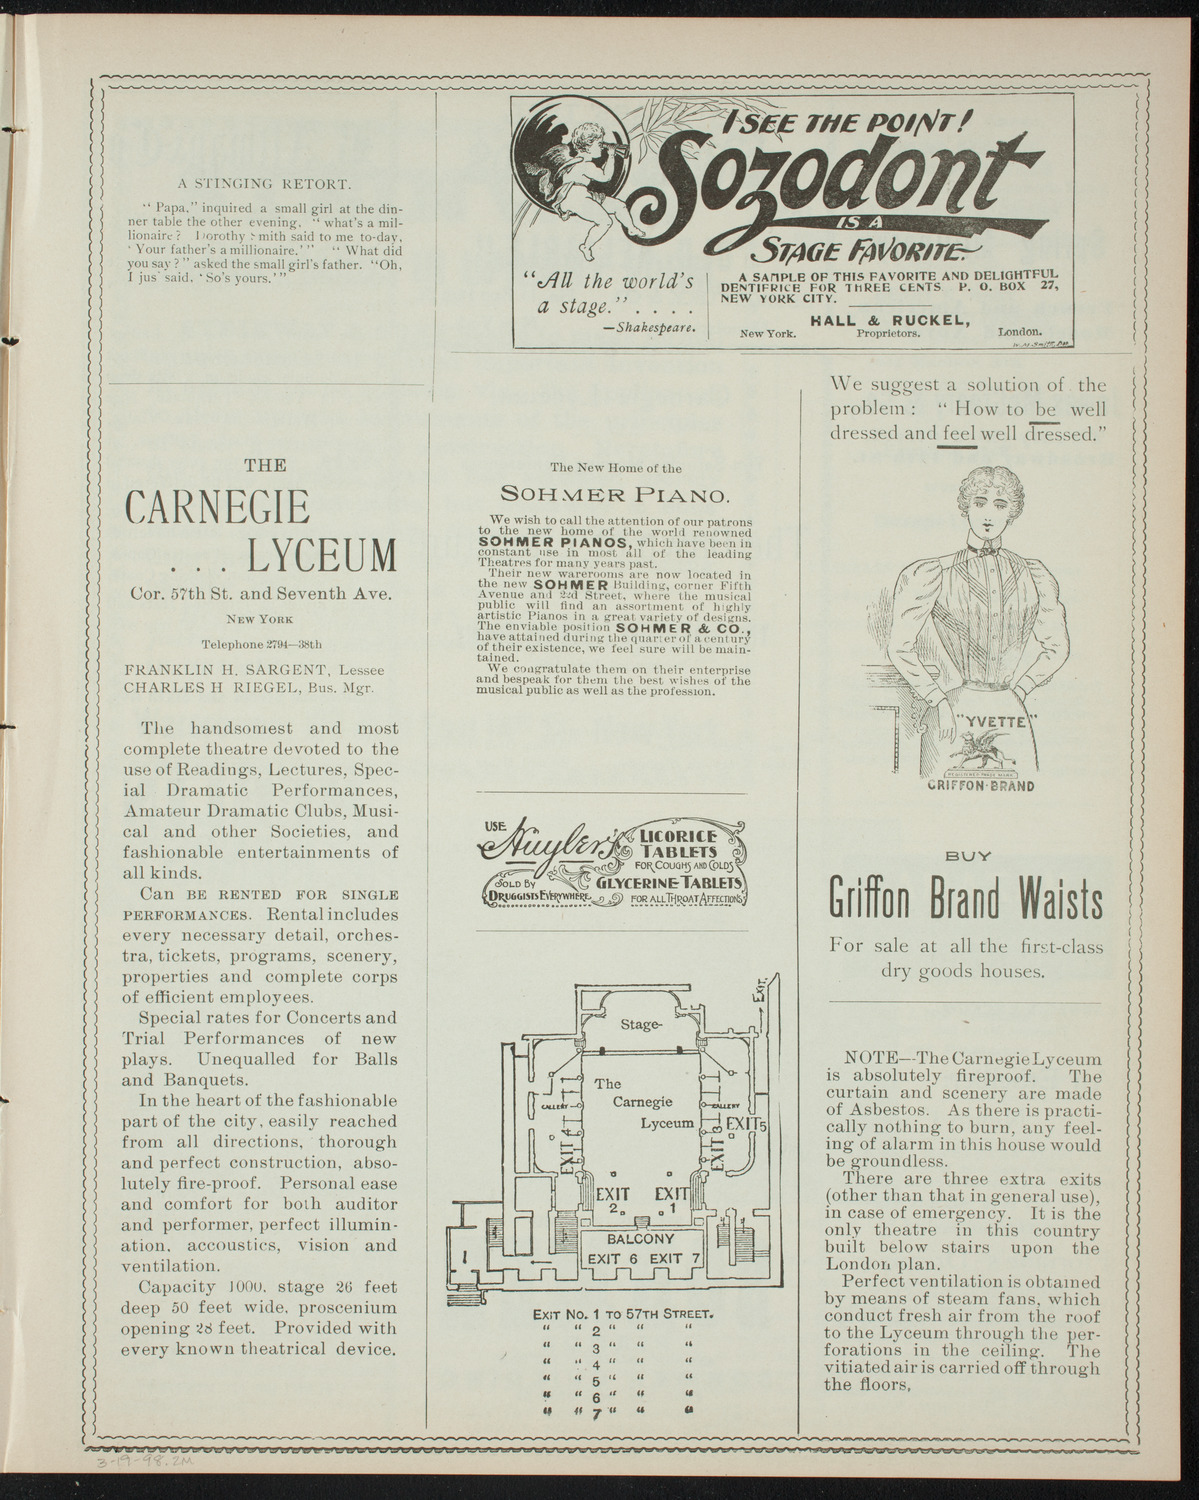 A STINGING RETORT.
“ Papa,” inquired a small girl at the din-
ner table the other evening, “ what’s a mil-
lionaire ? Dorothy Smith said to me to-day,
‘ Your father’s a millionaire.’ ” “ What did
you say ? ” asked the small girl’s father. “Oh,
I jus’ said, ‘ So’s yours.’ ”
THE
CARNEGIE
. . . LYCEUM
Cor. 57th St. and Seventh Ave.
NEW YORK
Telephone 2794—38th
FRANKLIN H. SARGENT, Lessee
CHARLES H RIEGEL, Bus. Mgr.
The handsomest and most
complete theatre devoted to the
use of Readings, Lectures, Spec-
ial Dramatic Performances,
Amateur Dramatic Clubs, Musi-
cal and other Societies, and
fashionable entertainments of
all kinds.
Can BE RENTED FOR SINGLE
PERFORMANCES. Rental includes
every necessary detail, orches-
tra, tickets, programs, scenery,
properties and complete corps
of efficient employees.
Special rates for Concerts and
Trial Performances of new
plays. Unequalled for Balls
and Banquets.
In the heart of the fashionable
part of the city, easily reached
from all directions, thorough
and perfect construction, abso-
lutely fire-proof. Personal ease
and comfort for both auditor
and performer, perfect illumin-
ation, accoustics, vision and
ventilation.
Capacity 1000. stage 26 feet
deep 50 feet wide, proscenium
opening 28 feet. Provided with
every known theatrical device.
I SEE THE POINT!
Sozodont
IS A
STAGE FAVORITE.
“All the world’s
a stage.” . . . .
—Shakespeare.
A SAMPLE OF THIS FAVORITE AND DELIGHTFUL
DENTIFRICE FOR THREE CENTS P. O. BOX 27,
NEW YORK CITY.
HALL & RUCKEL,
New York. Proprietors. London.
The New Home of the
SOHMER PIANO.
We wish to call the attention of our patrons
to the new home of the world renowned
SOHMER PIANOS, which have been in
constant use in most all of the leading
Theatres for many years past.
Their new warerooms are now located in
the new SOHMER Building, corner Fifth
Avenue and 22d Street, where the musical
public will find an assortment of highly
artistic Pianos in a great variety of designs.
The enviable position SOHMER & CO.,
have attained during the quarter of a century
of their existence, we feel sure will be main-
tained.
We congratulate them on their enterprise
and bespeak for them the best wishes of the
musical public as well as the profession.
USE
Huyler's
LICORICE
TABLETS
FOR COUGHS AND COLDS
GLYCERINE TABLETS
FOR ALL THROAT AFFECTIONS
SOLD BY
DRUGGISTS EVERYWHERE
EXIT.
Stage
The
Carnegie
Lyceum
GALLERY
GALLERY
EXIT 4
EXIT 3
EXIT 5
EXIT EXIT
2 1
BALCONY
EXIT 6 EXIT 7
EXIT NO. 1 TO 57TH STREET.
“ “ 2 “ “ “
“ “ 3 “ “ “
“ “ 4 “ “ “
“ “ 5 “ “ “
“ “ 6 “ “ “
“ “ 7 “ “ “
We suggest a solution of the
problem : “ How to be well
dressed and feel well dressed.”
"YVETTE"
REGISTERED TRADE MARK
GRIFFON·BRAND
BUY
Griffon Brand Waists
For sale at all the first-class
dry goods houses.
NOTE—The Carnegie Lyceum
is absolutely fireproof. The
curtain and scenery are made
of Asbestos. As there is practi-
cally nothing to burn, any feel-
ing of alarm in this house would
be groundless.
There are three extra exits
(other than that in general use),
in case of emergency. It is the
only theatre in this country
built below stairs upon the
London plan.
Perfect ventilation is obtained
by means of steam fans, which
conduct fresh air from the roof
to the Lyceum through the per-
forations in the ceiling. The
vitiated air is carried off through
the floors,
3-19-98.2M